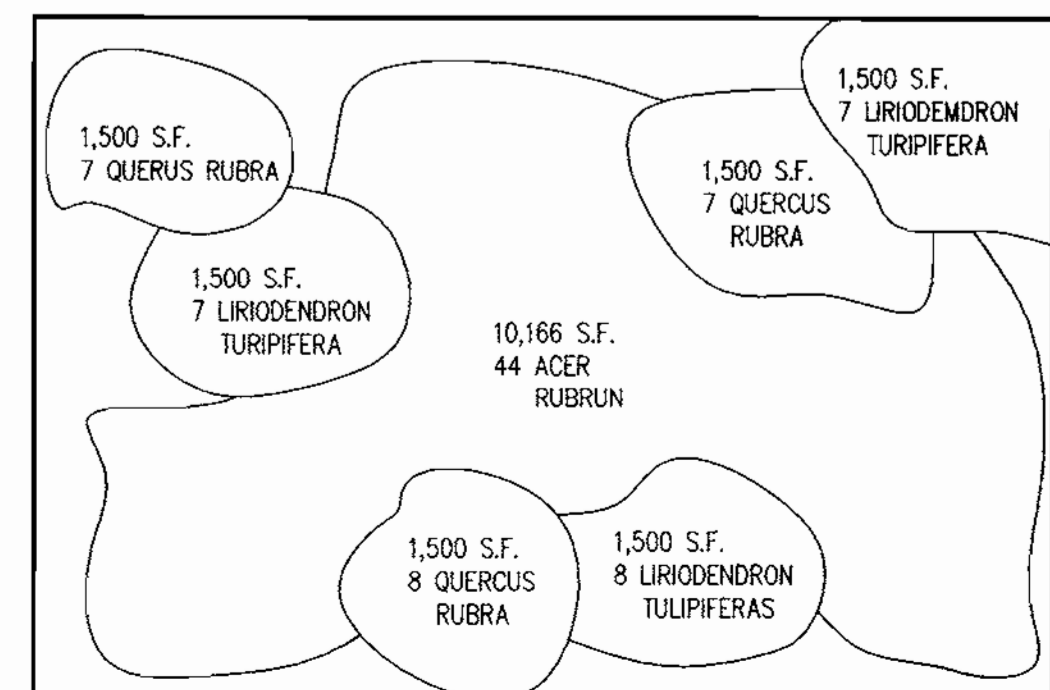 1,500 S.F.
7 QUERUS RUBRA
1,500 S.F.
7 LIRIODENDRON
TURIPIFERA
10,166 S.F.
44 ACER
RUBRUN
1,500 S.F.
7 QUERCUS
RUBRA
1,500 S.F.
7 LIRIODEMDRON
TURIPIFERA
1,500 S.F.
8 QUERCUS
RUBRA
1,500 S.F.
8 LIRIODENDRON
TULIPIFERAS